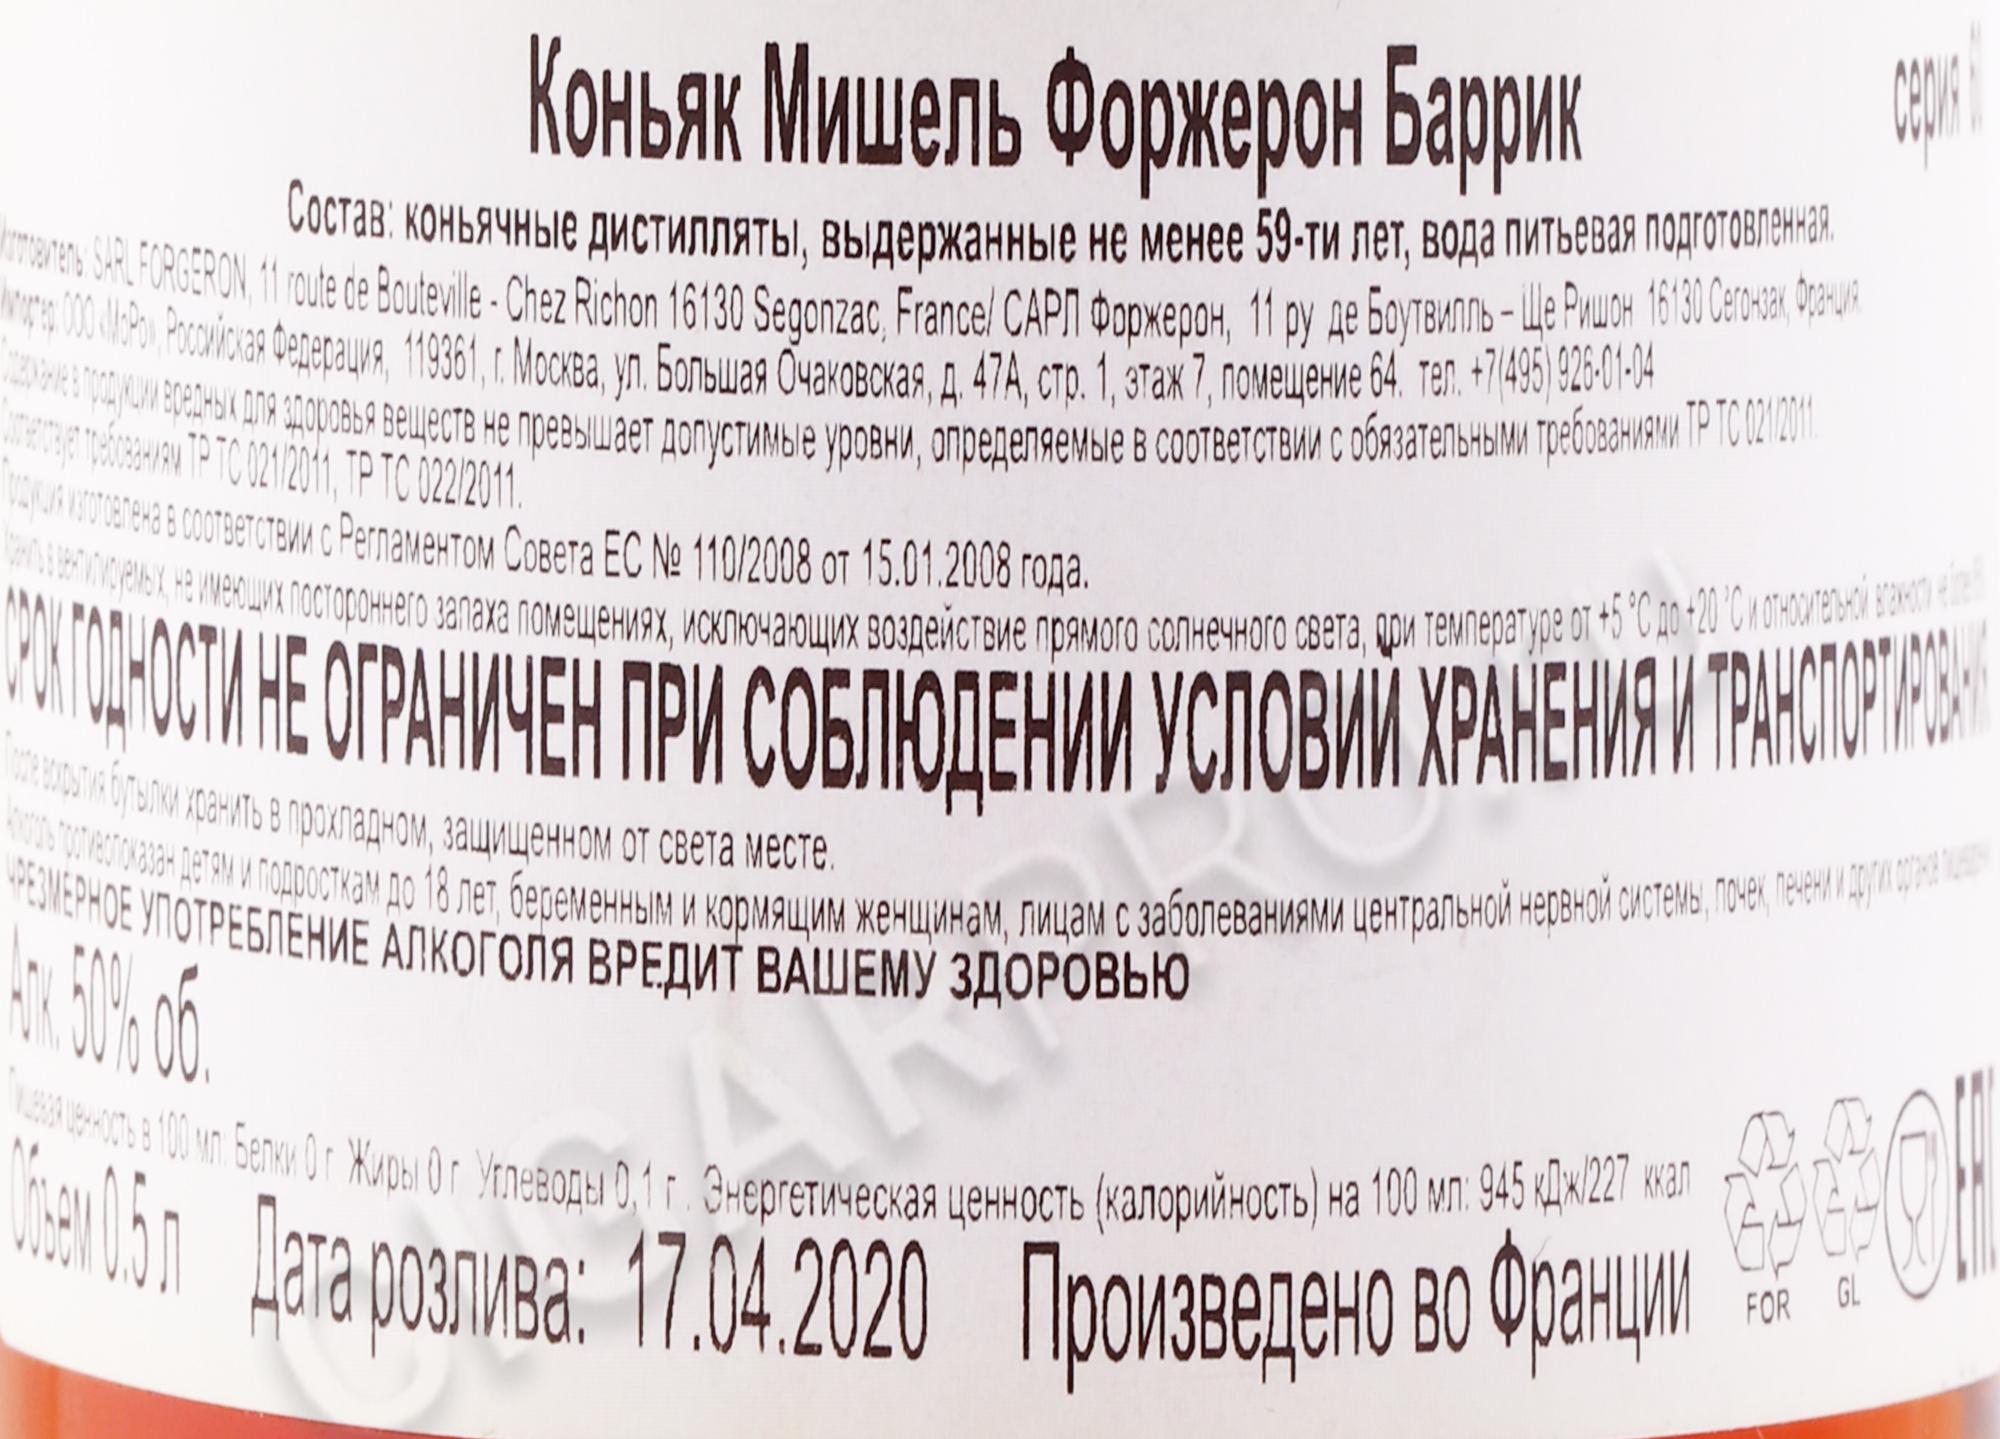 Коньяк Мишель Форжерон Баррик
серия
Состав: коньячные дистилляты, выдержанные не менее 59-ти лет, вода питьевая подготовленная.
Изготовитель: SARL FORGERON, 11 route de Bouteville - Chez Richon 16130 Segonzac, France/ САРЛ Форжерон, 11 ру де Боутвилль – Ще Ришон 16130 Сегонзак, Франция.
Импортер: ООО «МоРо», Российская Федерация, 119361, г. Москва, ул. Большая Очаковская, д. 47А, стр. 1, этаж 7, помещение 64. тел. +7(495) 926-01-04
Содержание в продукции вредных для здоровья веществ не превышает допустимые уровни, определяемые в соответствии с обязательными требованиями ТР ТС 021/2011.
Соответствует требованиям ТР ТС 021/2011, ТР ТС 022/2011.
Продукция изготовлена в соответствии с Регламентом Совета ЕС № 110/2008 от 15.01.2008 года.
Хранить в вентилируемых, не имеющих постороннего запаха помещениях, исключающих воздействие прямого солнечного света, при температуре от +5 °С до +20 °С и относительной влажности не более
СРОК ГОДНОСТИ НЕ ОГРАНИЧЕН ПРИ СОБЛЮДЕНИИ УСЛОВИЙ ХРАНЕНИЯ И ТРАНСПОРТИРОВАНИЯ
После вскрытия бутылки хранить в прохладном, защищенном от света месте.
Алкоголь противопоказан детям и подросткам до 18 лет, беременным и кормящим женщинам, лицам с заболеваниями центральной нервной системы, почек, печени и других органов
ЧРЕЗМЕРНОЕ УПОТРЕБЛЕНИЕ АЛКОГОЛЯ ВРЕДИТ ВАШЕМУ ЗДОРОВЬЮ
Алк. 50% об.
Пищевая ценность в 100 мл: Белки 0 г Жиры 0 г Углеводы 0,1 г . Энергетическая ценность (калорийность) на 100 мл: 945 кДж/227 ккал
Объем 0.5 л Дата розлива: 17.04.2020 Произведено во Франции
FOR GL EAC
CIGARPRO.RU